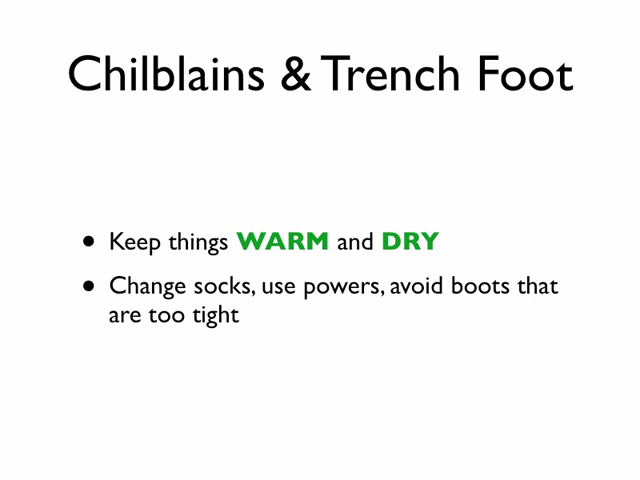 Chilblains & Trench Foot
• Keep things WARM and DRY
• Change socks, use powers, avoid boots that
are too tight